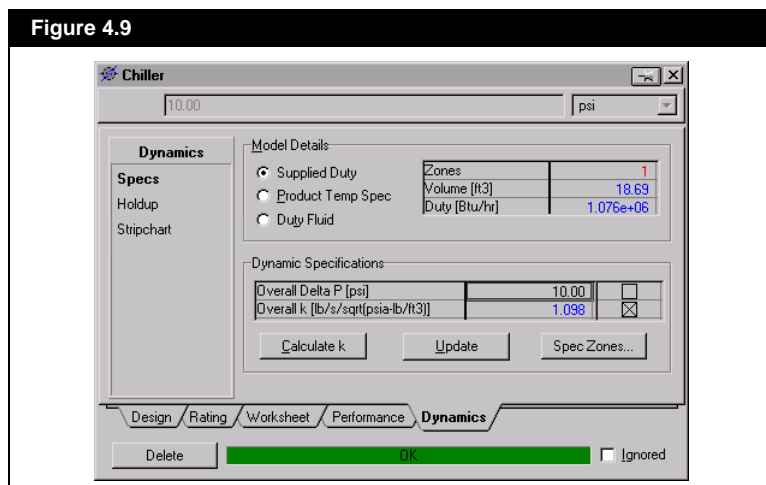 Figure 4.9
Chiller
10.00 psi
Dynamics
Specs
Holdup
Stripchart
Model Details
Supplied Duty
Product Temp Spec
Duty Fluid
Zones 1
Volume [ft3] 18.69
Duty [Btu/hr] 1.076e+06
Dynamic Specifications
Overall Delta P [psi] 10.00
Overall k [lb/s/sqrt(psia-lb/ft3)] 1.098
Calculate k Update Spec Zones...
Design Rating Worksheet Performance Dynamics
Delete OK Ignored